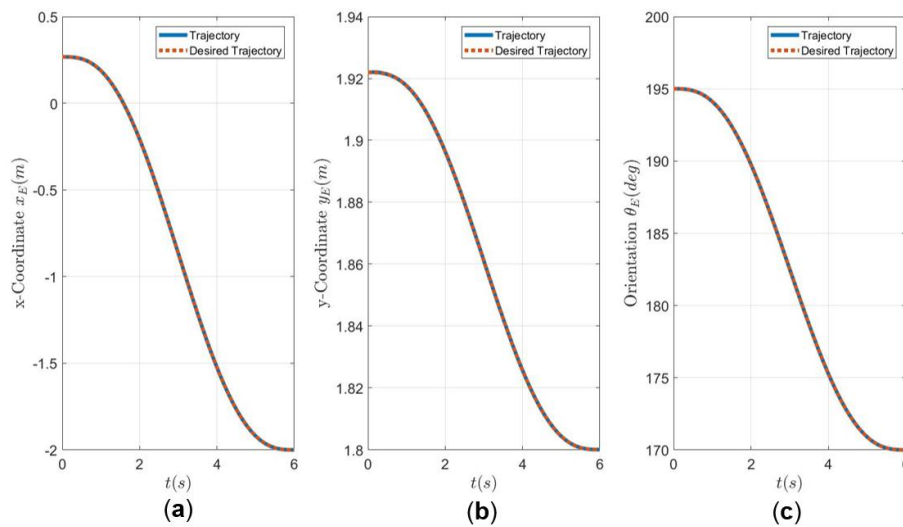 0.5
0
-0.5
-1
-1.5
-2
0 2 4 6
x-Coordinate x_E(m)
t(s)
Trajectory
Desired Trajectory
(a)
1.94
1.92
1.9
1.88
1.86
1.84
1.82
1.8
0 2 4 6
y-Coordinate y_E(m)
t(s)
Trajectory
Desired Trajectory
(b)
200
195
190
185
180
175
170
0 2 4 6
Orientation θ_E(deg)
t(s)
Trajectory
Desired Trajectory
(c)